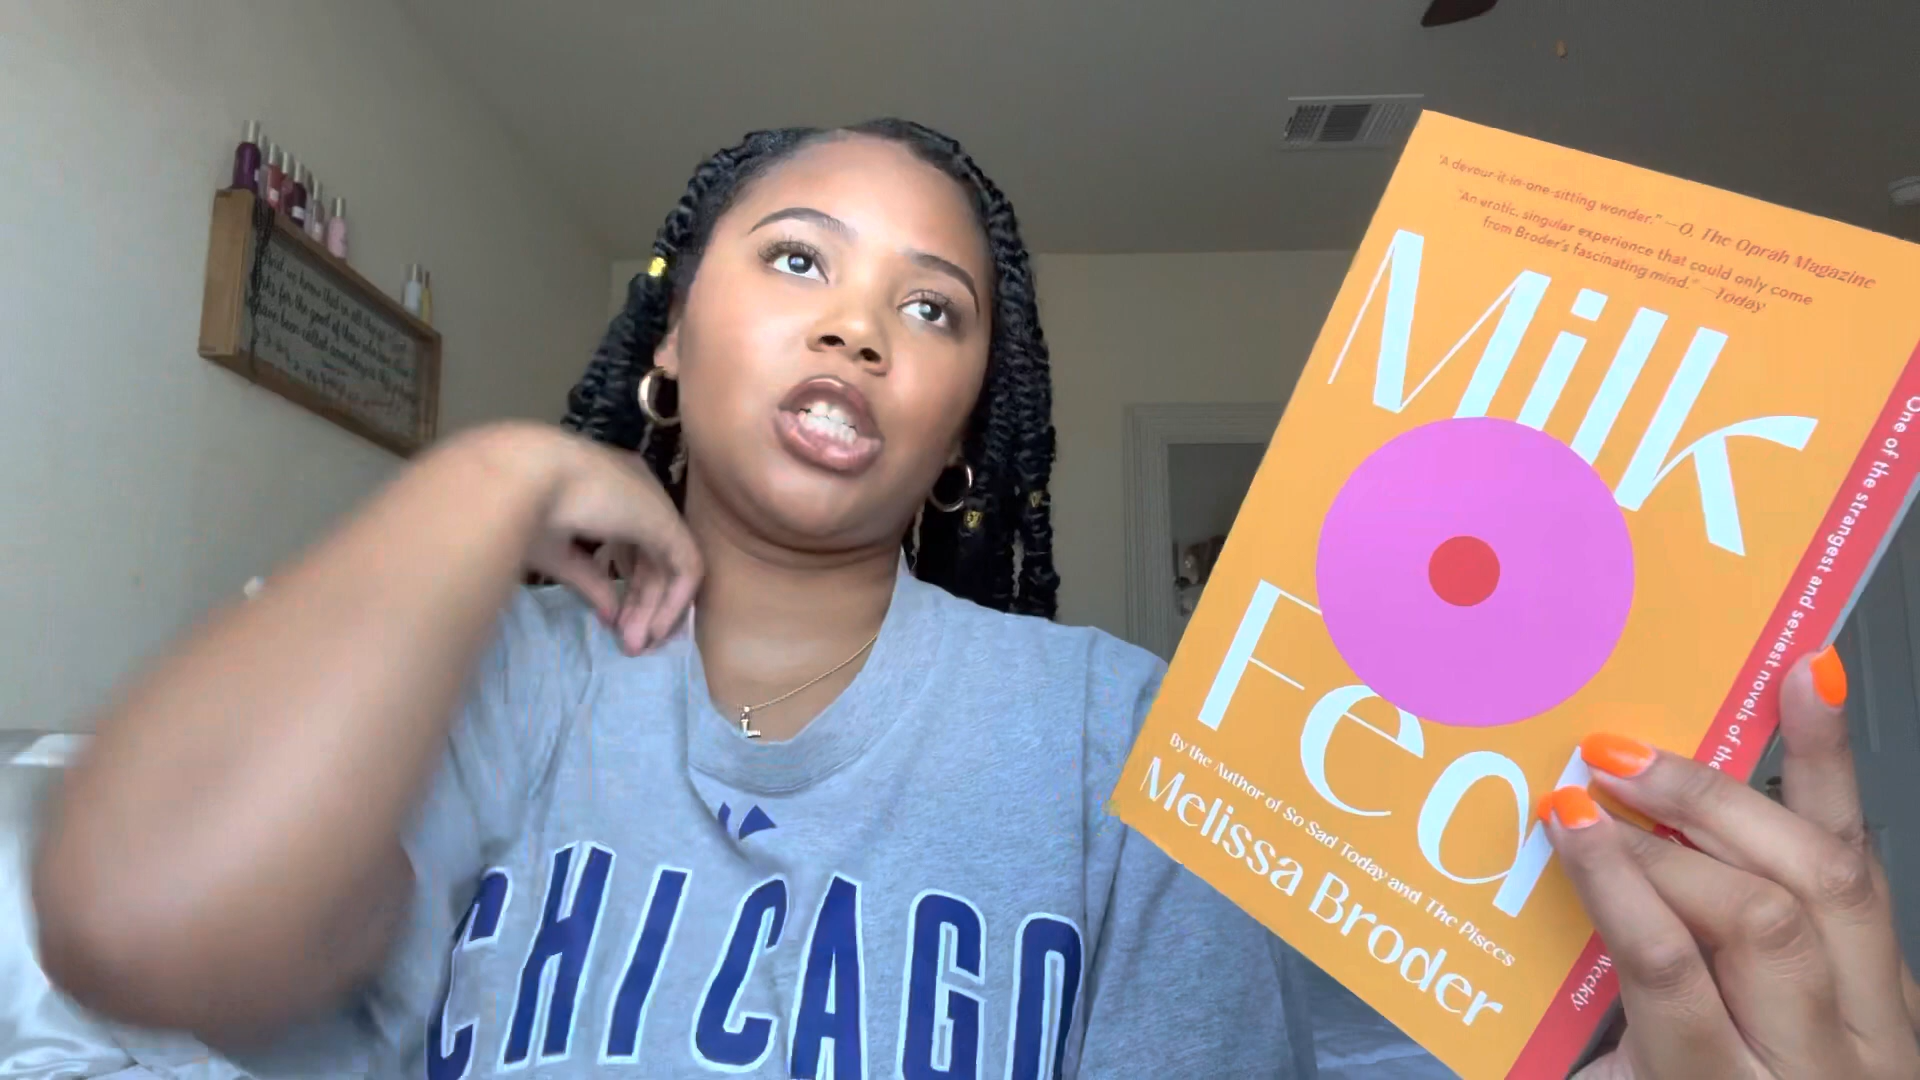 "A devour-it-in-one-sitting wonder." —O, The Oprah Magazine
"An erotic, singular experience that could only come
from Broder's fascinating mind." —Today
Milk
Fed
By the Author of So Sad Today and The Pisces
Melissa Broder
One of the strangest and sexiest novels of the
Weekly
CHICAGO